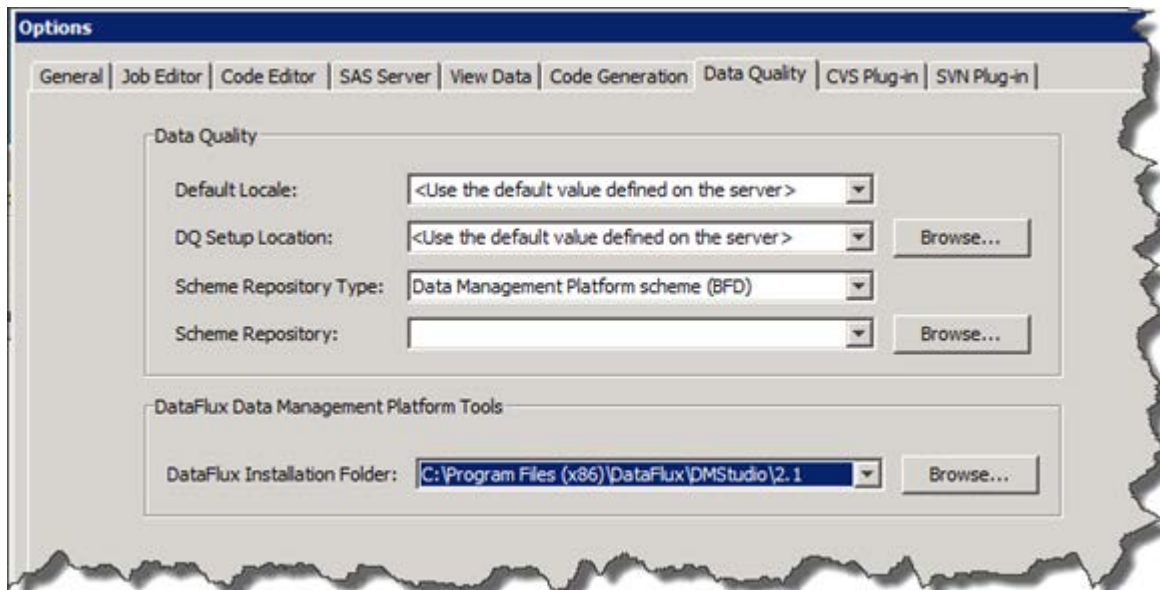 Options
General Job Editor Code Editor SAS Server View Data Code Generation Data Quality CVS Plug-in SVN Plug-in
Data Quality
Default Locale: <Use the default value defined on the server>
DQ Setup Location: <Use the default value defined on the server> Browse...
Scheme Repository Type: Data Management Platform scheme (BFD)
Scheme Repository: Browse...
DataFlux Data Management Platform Tools
DataFlux Installation Folder: C:\Program Files (x86)\DataFlux\DMStudio\2.1 Browse...